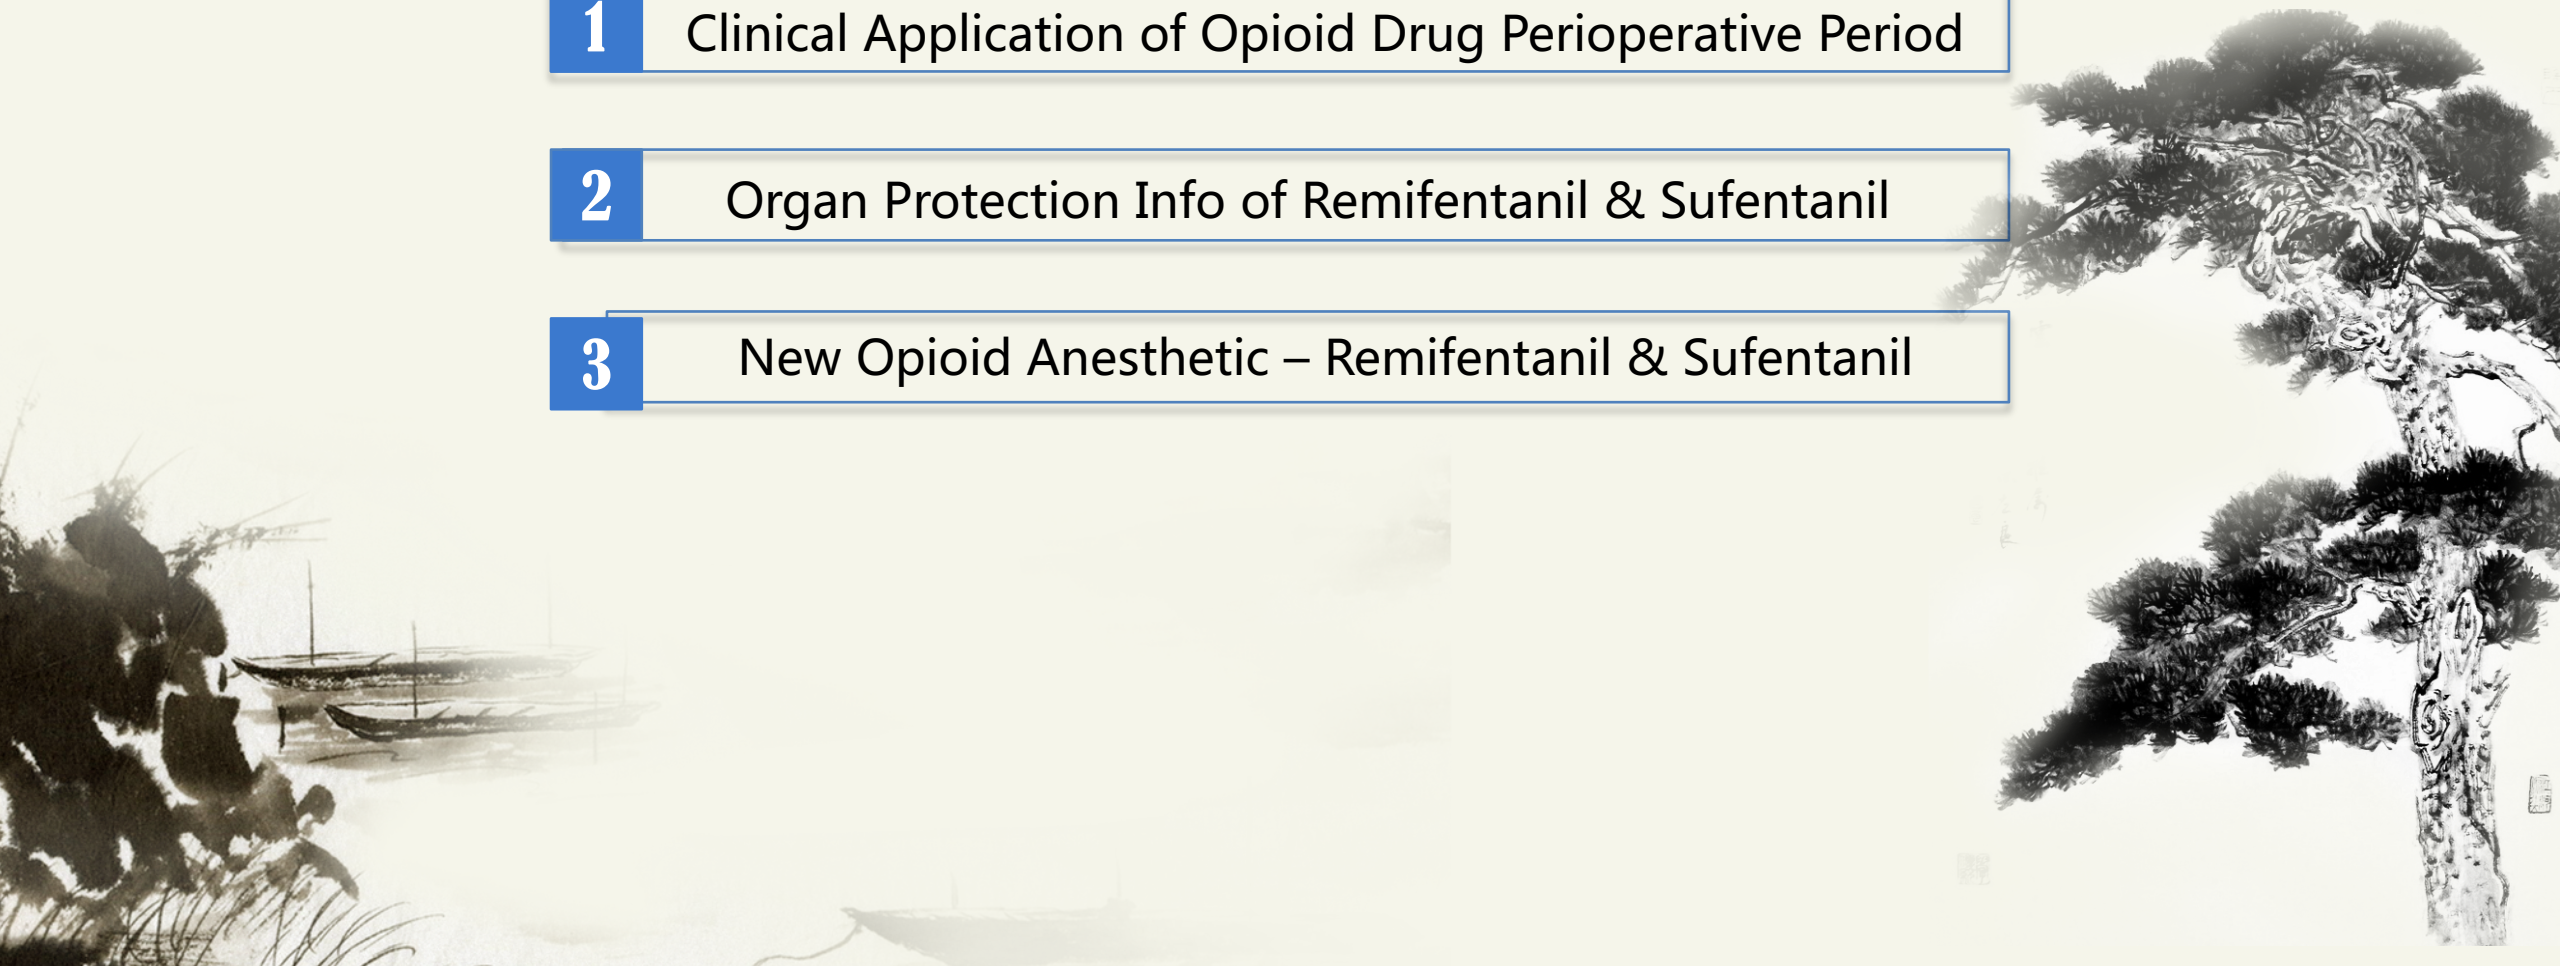 1 Clinical Application of Opioid Drug Perioperative Period
2 Organ Protection Info of Remifentanil & Sufentanil
3 New Opioid Anesthetic – Remifentanil & Sufentanil